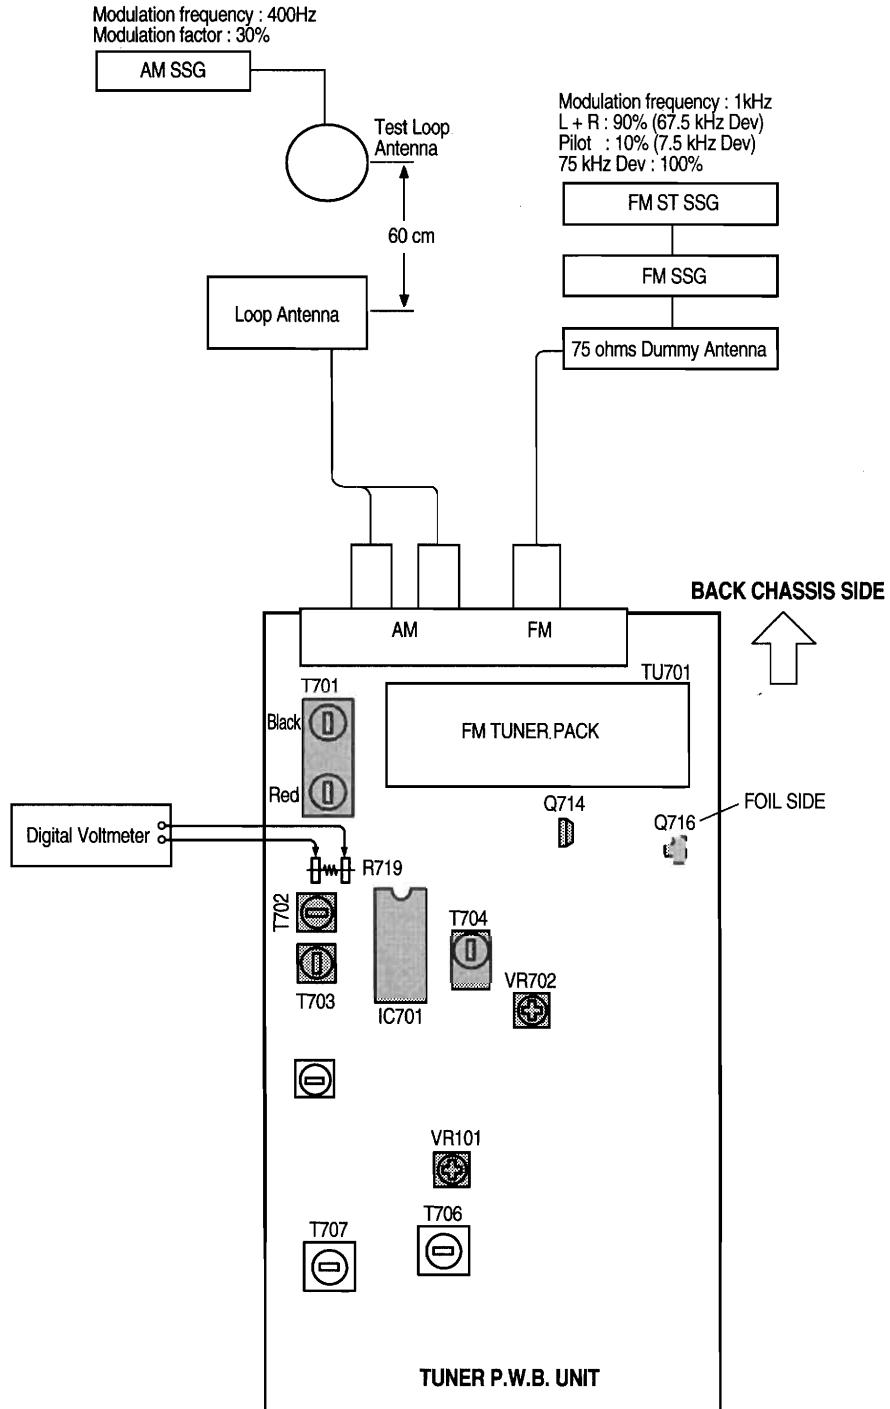 Modulation frequency : 400Hz
Modulation factor : 30%
AM SSG
Test Loop
Antenna
60 cm
Loop Antenna
Modulation frequency : 1kHz
L + R : 90% (67.5 kHz Dev)
Pilot : 10% (7.5 kHz Dev)
75 kHz Dev : 100%
FM ST SSG
FM SSG
75 ohms Dummy Antenna
BACK CHASSIS SIDE
AM
FM
T701
TU701
Black
FM TUNER PACK
Red
Q714
FOIL SIDE
Q716
Digital Voltmeter
R719
T702
T704
T703
IC701
VR702
VR101
T707
T706
TUNER P.W.B. UNIT